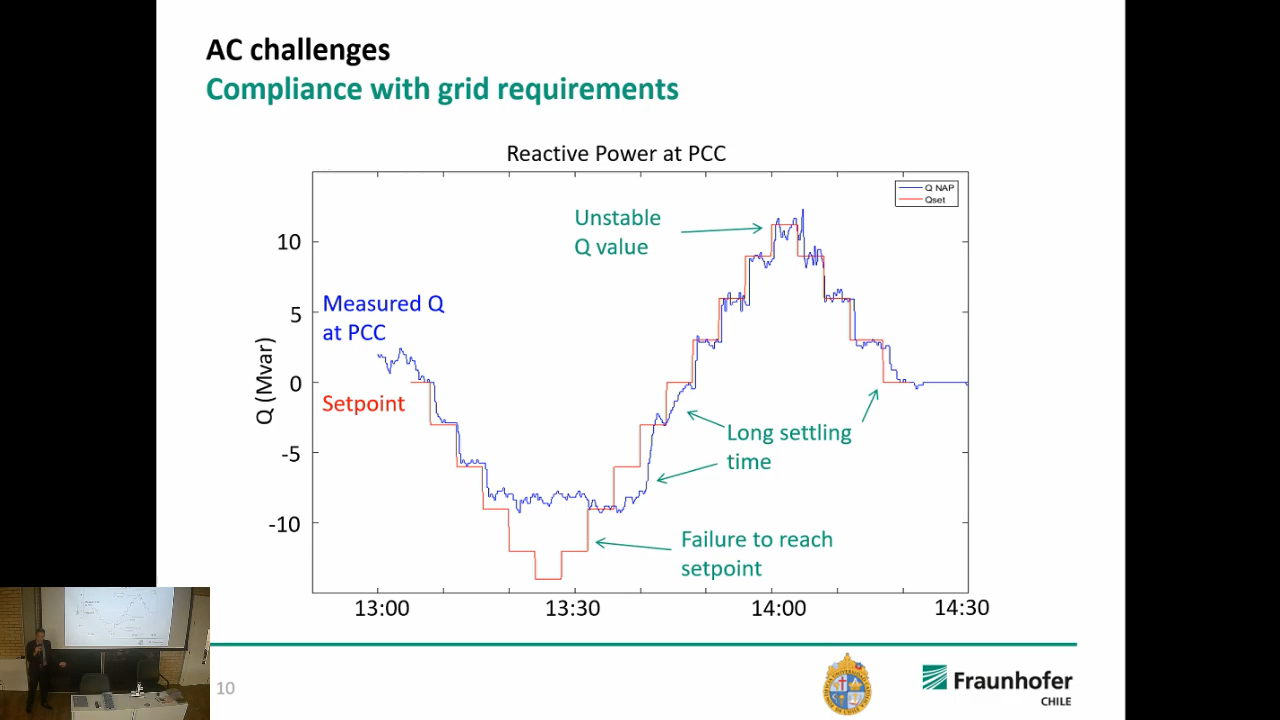 AC challenges
Compliance with grid requirements
Reactive Power at PCC
Q NAP
Qset
Unstable
Q value
Measured Q
at PCC
Setpoint
Long settling
time
Failure to reach
setpoint
Q (Mvar)
10
5
0
-5
-10
13:00
13:30
14:00
14:30
10
Fraunhofer
CHILE